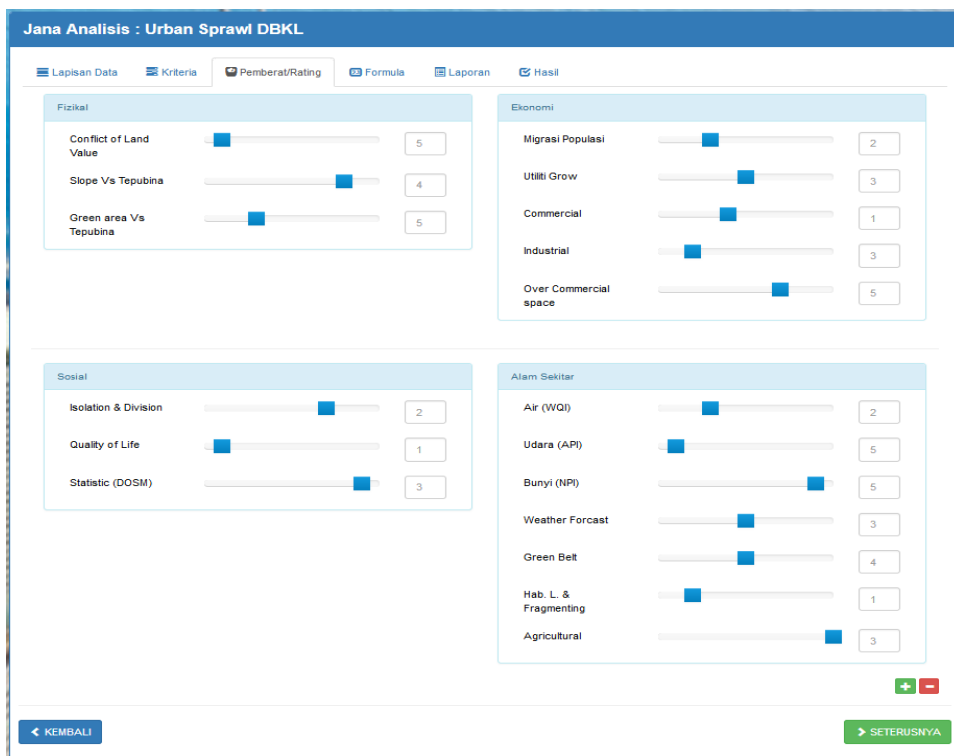 Jana Analisis : Urban Sprawl DBKL
Lapisan Data Kriteria Pemberat/Rating Formula Laporan Hasil
Fizikal
Conflict of Land
Value
5
Slope Vs Tepubina
4
Green area Vs
Tepubina
5
Ekonomi
Migrasi Populasi
2
Utiliti Grow
3
Commercial
1
Industrial
3
Over Commercial
space
5
Sosial
Isolation & Division
2
Quality of Life
1
Statistic (DOSM)
3
Alam Sekitar
Air (WQI)
2
Udara (API)
5
Bunyi (NPI)
5
Weather Forcast
3
Green Belt
4
Hab. L. &
Fragmenting
1
Agricultural
3
KEMBALI
SETERUSNYA